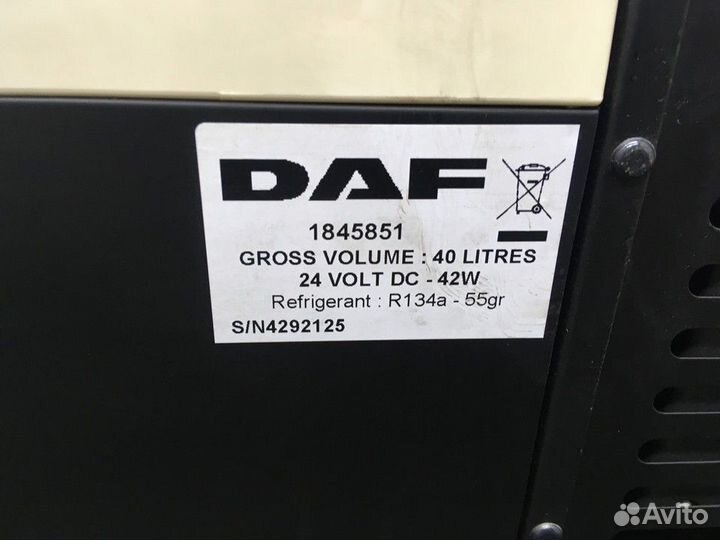 DAF
1845851
GROSS VOLUME : 40 LITRES
24 VOLT DC - 42W
Refrigerant : R134a - 55gr
S/N4292125
Avito